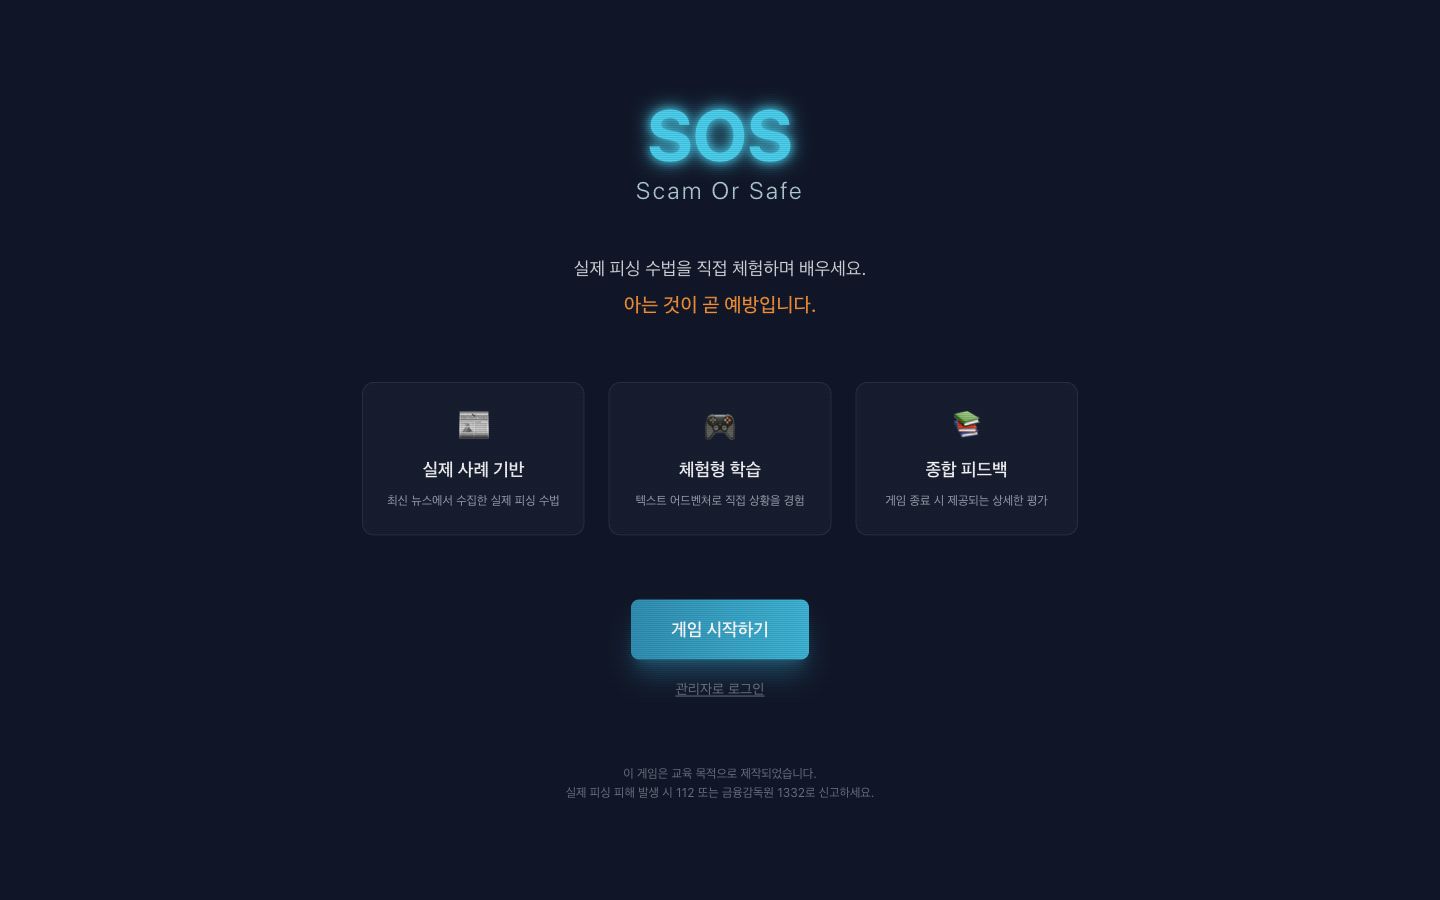 SOS
Scam Or Safe
실제 피싱 수법을 직접 체험하며 배우세요.
아는 것이 곧 예방입니다.
실제 사례 기반
최신 뉴스에서 수집한 실제 피싱 수법
체험형 학습
텍스트 어드벤처로 직접 상황을 경험
종합 피드백
게임 종료 시 제공되는 상세한 평가
게임 시작하기
관리자로 로그인
이 게임은 교육 목적으로 제작되었습니다.
실제 피싱 피해 발생 시 112 또는 금융감독원 1332로 신고하세요.